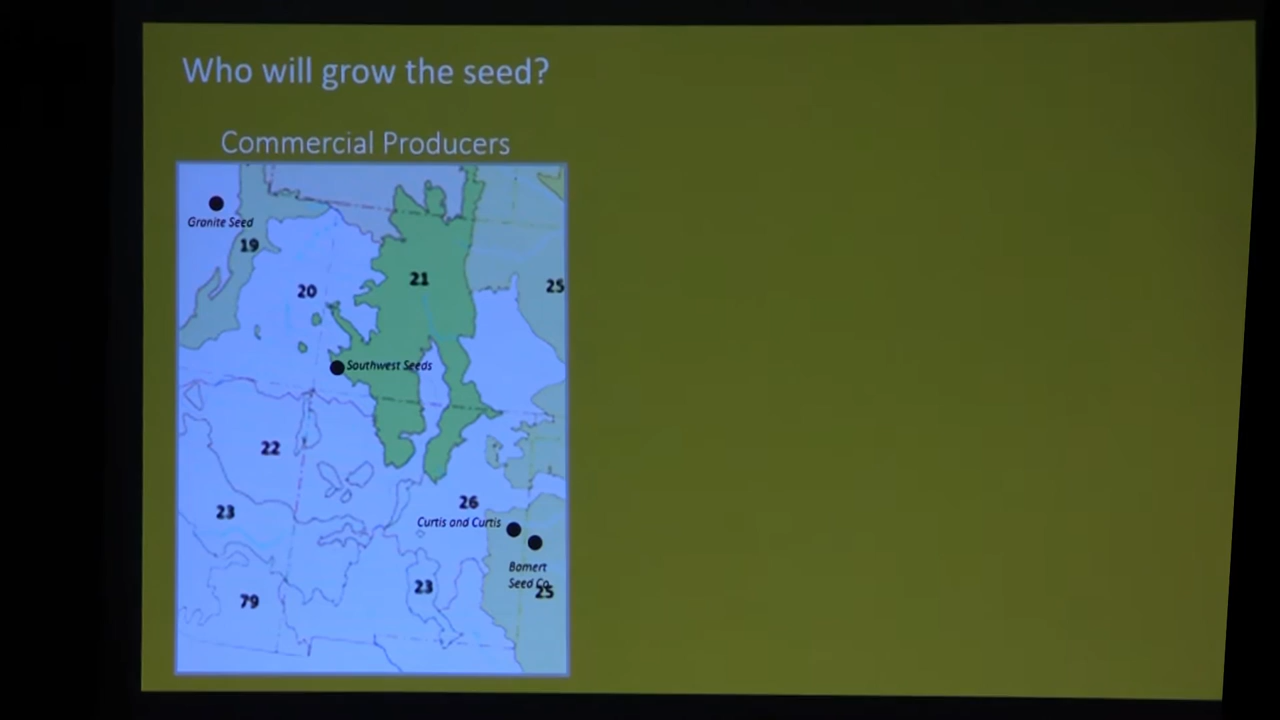 Who will grow the seed?
Commercial Producers
Granite Seed
19
20
21
25
Southwest Seeds
22
26
23
Curtis and Curtis
Bamert
Seed Co.
25
23
79